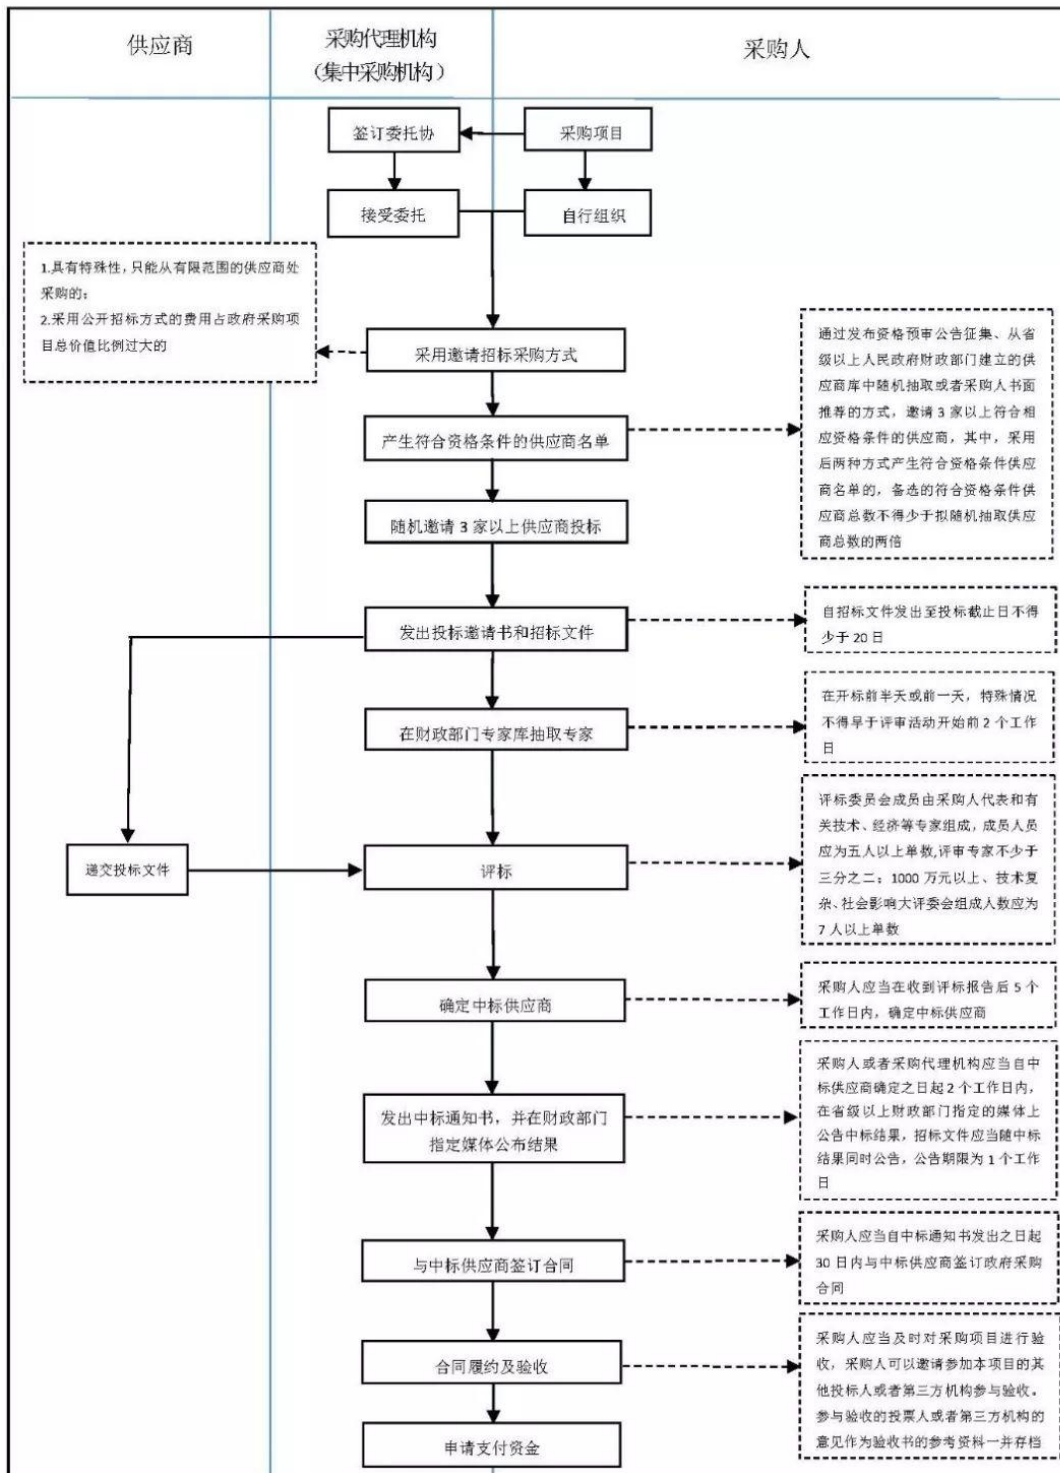 供应商
采购代理机构
（集中采购机构）
采购人
签订委托协
采购项目
接受委托
自行组织
1.具有特殊性，只能从有限范围的供应商处
采购的；
2.采用公开招标方式的费用占政府采购项
目总价值比例过大的
采用邀请招标采购方式
通过发布资格预审公告征集、从省
级以上人民政府财政部门建立的供
应商库中随机抽取或者采购人书面
推荐的方式，邀请 3 家以上符合相
应资格条件的供应商，其中，采用
后两种方式产生符合资格条件供应
商名单的，备选的符合资格条件供
应商总数不得少于拟随机抽取供应
商总数的两倍
产生符合资格条件的供应商名单
随机邀请 3 家以上供应商投标
发出投标邀请书和招标文件
自招标文件发出至投标截止日不得
少于 20 日
在财政部门专家库抽取专家
在开标前半天或前一天，特殊情况
不得早于评审活动开始前 2 个工作
日
递交投标文件
评标
评标委员会成员由采购人代表和有
关技术、经济等专家组成，成员人员
应为五人以上单数,评审专家不少于
三分之二；1000 万元以上、技术复
杂、社会影响大评委会组成人数应为
7 人以上单数
确定中标供应商
采购人应当在收到评标报告后 5 个
工作日内，确定中标供应商
发出中标通知书，并在财政部门
指定媒体公布结果
采购人或者采购代理机构应当自中
标供应商确定之日起 2 个工作日内，
在省级以上财政部门指定的媒体上
公告中标结果，招标文件应当随中标
结果同时公告，公告期限为 1 个工作
日
与中标供应商签订合同
采购人应当自中标通知书发出之日起
30 日内与中标供应商签订政府采购
合同
合同履约及验收
采购人应当及时对采购项目进行验
收，采购人可以邀请参加本项目的其
他投标人或者第三方机构参与验收。
参与验收的投票人或者第三方机构的
意见作为验收书的参考资料一并存档
申请支付资金